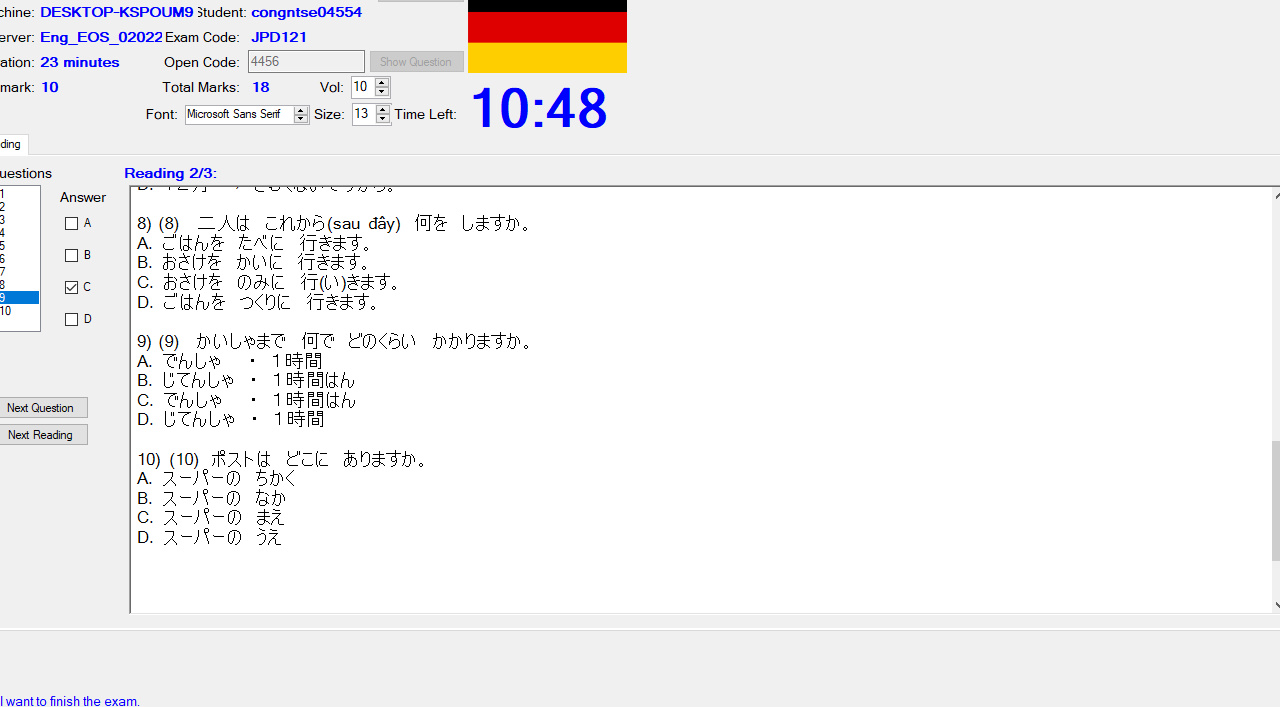 chine: DESKTOP-KSPOUM9 Student: congntse04554
erver: Eng_EOS_02022 Exam Code: JPD121
ation: 23 minutes Open Code: 4456 Show Question
mark: 10 Total Marks: 18 Vol: 10
Font: Microsoft Sans Serif Size: 13 Time Left: 10:48
ding
uestions Reading 2/3:
Answer
1
2
3
4
5
6
7
8
9
10
A
B
C
D
Next Question
Next Reading
8) (8) 二人は これから(sau đây) 何を しますか。
A. ごはんを たべに 行きます。
B. おさけを かいに 行きます。
C. おさけを のみに 行(い)きます。
D. ごはんを つくりに 行きます。
9) (9) かいしゃまで 何で どのくらい かかりますか。
A. でんしゃ ・ １時間
B. じてんしゃ ・ １時間はん
C. でんしゃ ・ １時間はん
D. じてんしゃ ・ １時間
10) (10) ポストは どこに ありますか。
A. スーパーの ちかく
B. スーパーの なか
C. スーパーの まえ
D. スーパーの うえ
I want to finish the exam.